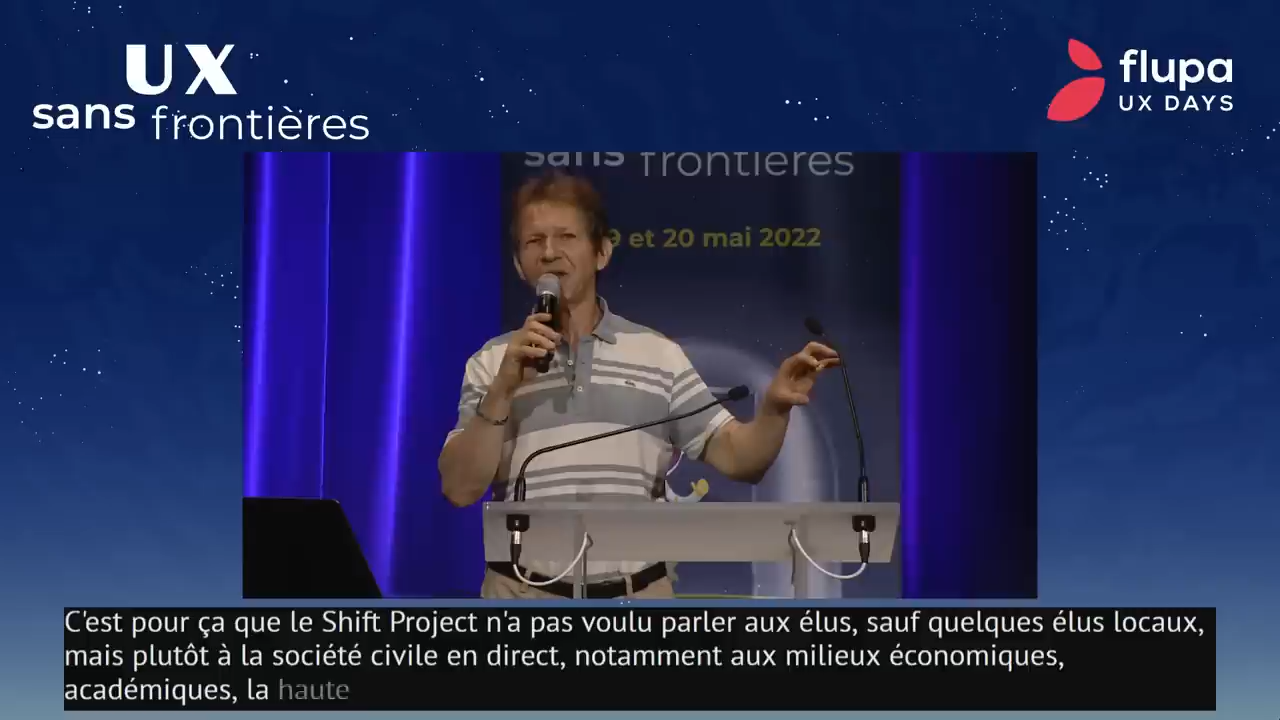 UX
sans frontières
flupa
UX DAYS
sans frontières
9 et 20 mai 2022
C'est pour ça que le Shift Project n'a pas voulu parler aux élus, sauf quelques élus locaux,
mais plutôt à la société civile en direct, notamment aux milieux économiques,
académiques, la haute